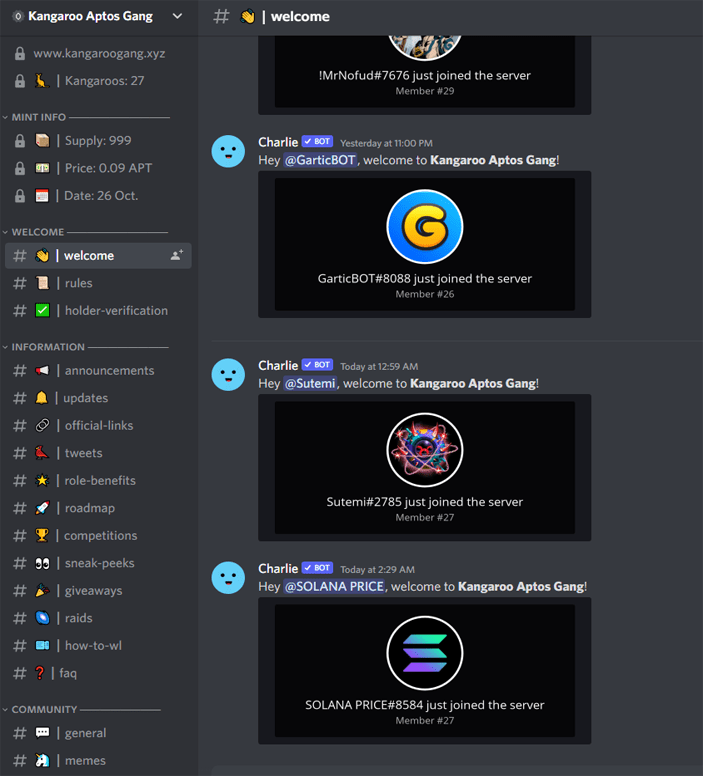 Kangaroo Aptos Gang
www.kangaroogang.xyz
| Kangaroos: 27
MINT INFO
| Supply: 999
| Price: 0.09 APT
| Date: 26 Oct.
WELCOME
# | welcome
# | rules
# | holder-verification
INFORMATION
# | announcements
# | updates
# | official-links
# | tweets
# | role-benefits
# | roadmap
# | competitions
# | sneak-peeks
# | giveaways
# | raids
# | how-to-wl
# | faq
COMMUNITY
# | general
# | memes
# | welcome
!MrNofud#7676 just joined the server
Member #29
Charlie ✓ BOT Yesterday at 11:00 PM
Hey @GarticBOT, welcome to Kangaroo Aptos Gang!
G
GarticBOT#8088 just joined the server
Member #26
Charlie ✓ BOT Today at 12:59 AM
Hey @Sutemi, welcome to Kangaroo Aptos Gang!
Sutemi#2785 just joined the server
Member #27
Charlie ✓ BOT Today at 2:29 AM
Hey @SOLANA PRICE, welcome to Kangaroo Aptos Gang!
SOLANA PRICE#8584 just joined the server
Member #27